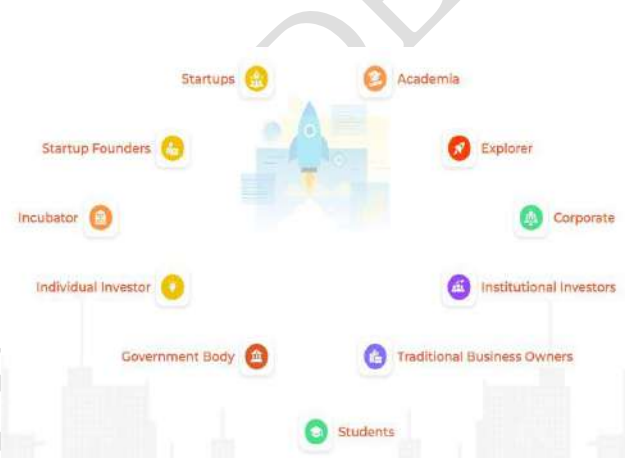 Startups
Academia
Startup Founders
Explorer
Incubator
Corporate
Individual Investor
Institutional Investors
Government Body
Traditional Business Owners
Students